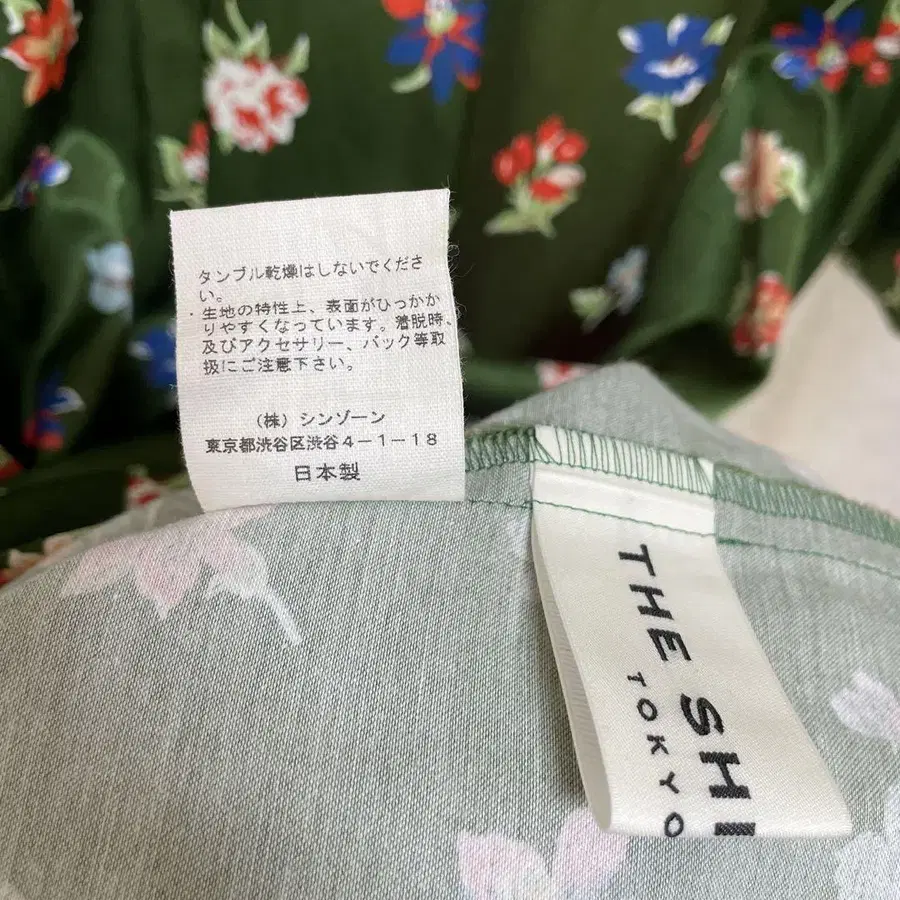 タンブル乾燥はしないでくださ
い。
・生地の特性上、表面がひっかか
りやすくなっています。着脱時、
及びアクセサリー、バック等取
扱にご注意下さい。
(株) シンゾーン
東京都渋谷区渋谷4-1-18
日本製
THE SHI
TOKYO